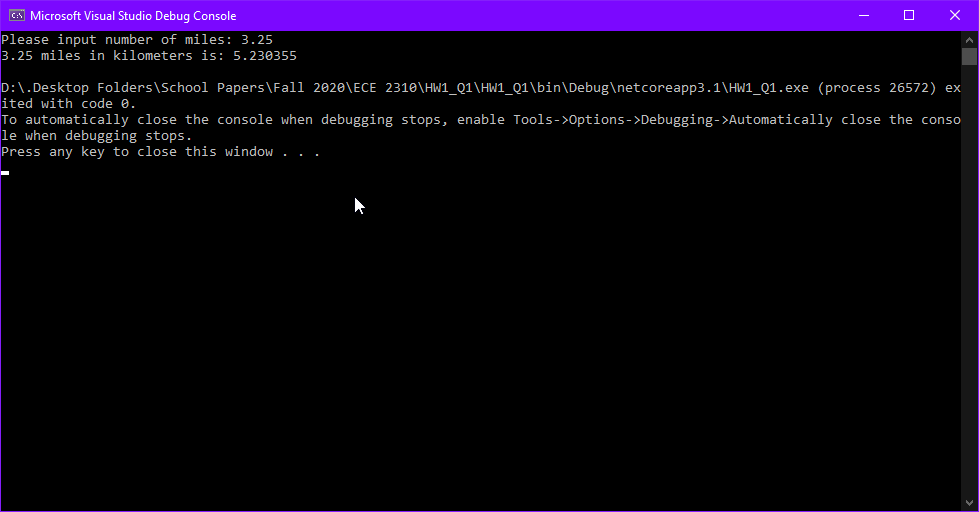 Microsoft Visual Studio Debug Console
Please input number of miles: 3.25
3.25 miles in kilometers is: 5.230355
D:\.Desktop Folders\School Papers\Fall 2020\ECE 2310\HW1_Q1\HW1_Q1\bin\Debug\netcoreapp3.1\HW1_Q1.exe (process 26572) ex
ited with code 0.
To automatically close the console when debugging stops, enable Tools->Options->Debugging->Automatically close the conso
le when debugging stops.
Press any key to close this window . . .